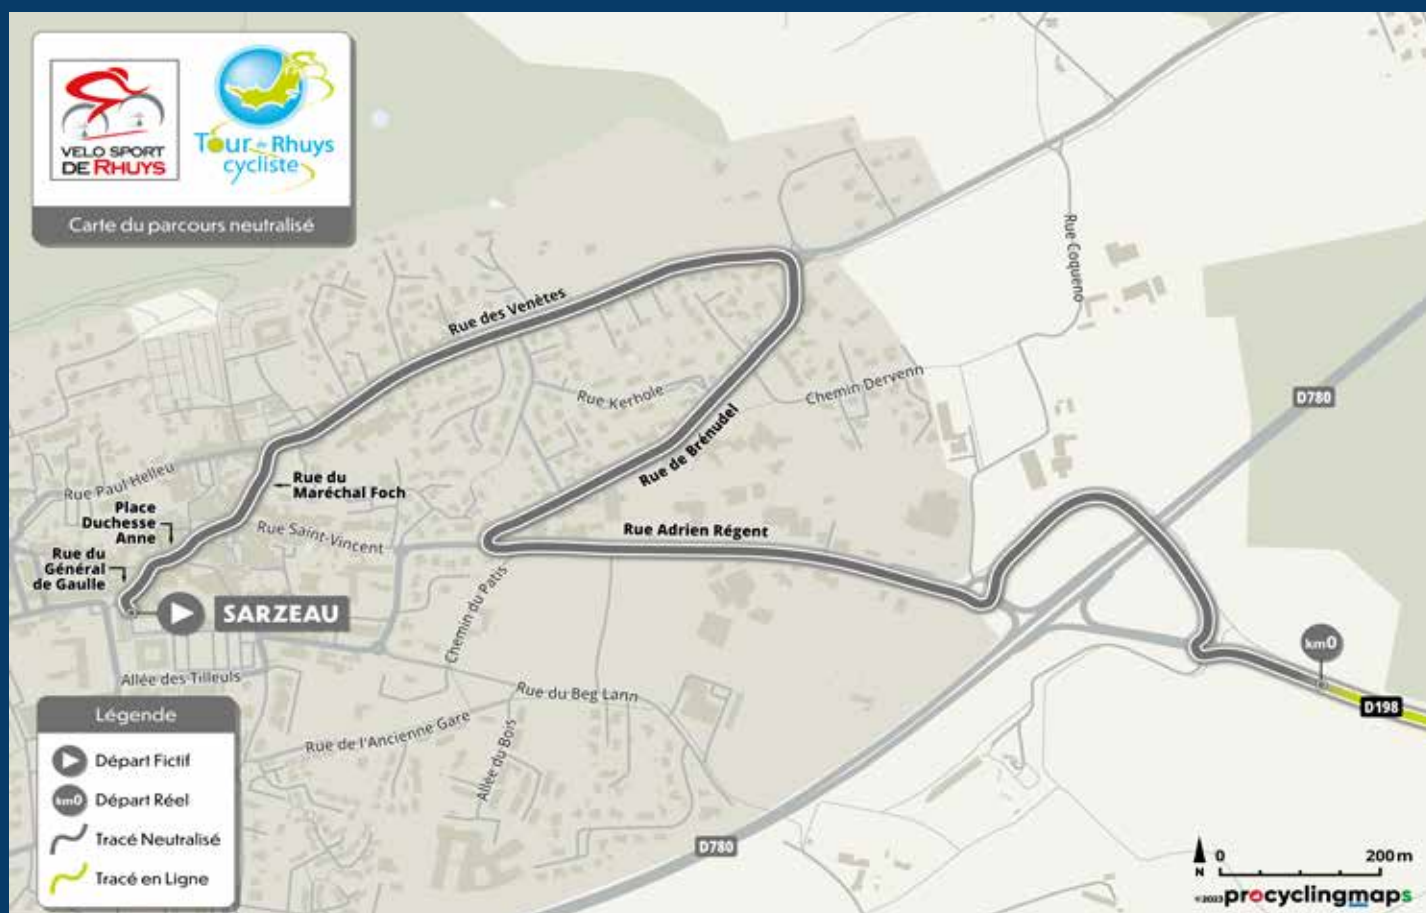 VELO SPORT
DE RHUYS
Tour de Rhuys
cycliste
Carte du parcours neutralisé
Rue Coqueno
Rue des Venètes
D780
Chemin Dervenn
Rue Kerhole
Rue de Brénudel
Rue Paul Helleu
Rue du
Maréchal Foch
Place
Duchesse
Anne
Rue Saint-Vincent
Rue Adrien Régent
Rue du
Général
de Gaulle
SARZEAU
Chemin du Patis
km0
Allée des Tilleuls
Rue du Beg Lann
D198
Rue de l'Ancienne Gare
Allée du Bois
Légende
Départ Fictif
km0 Départ Réel
Tracé Neutralisé
Tracé en Ligne
D780
N
0 200 m
©2023 procyclingmaps